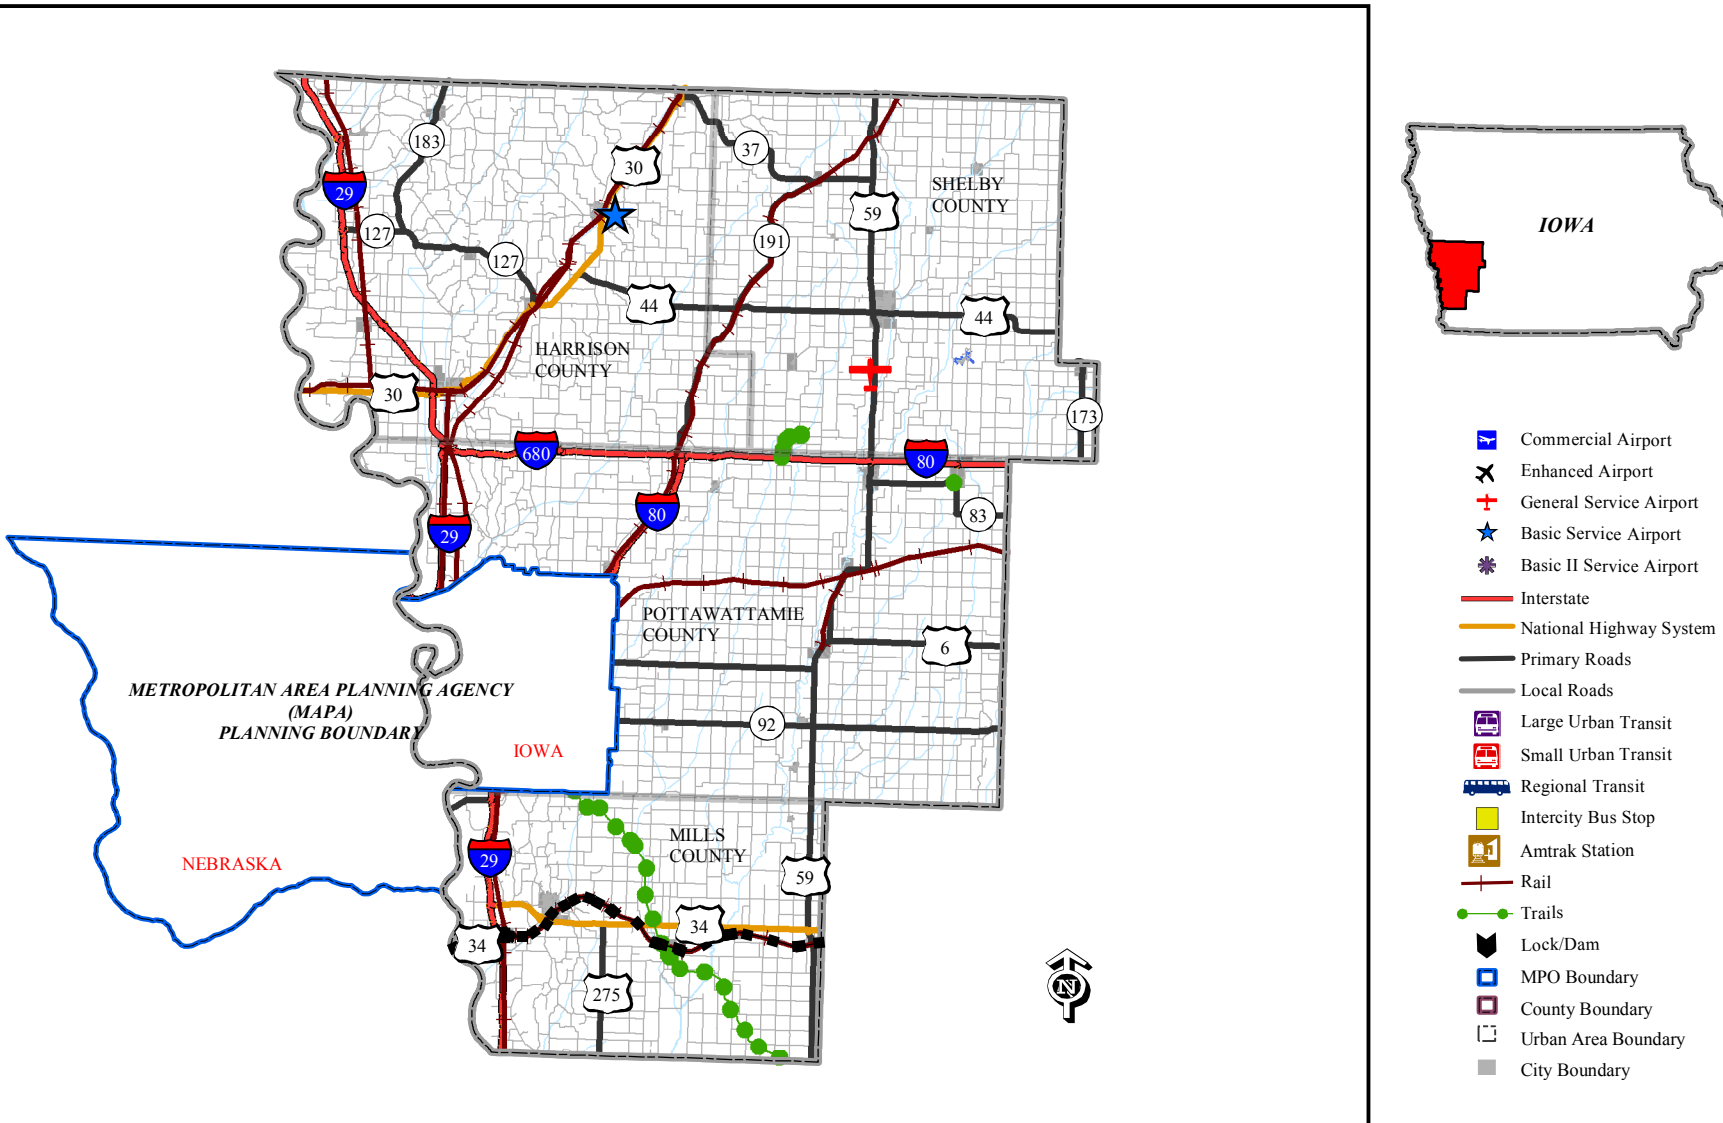 183
30
37
29
SHELBY
COUNTY
59
127
191
127
44
44
HARRISON
COUNTY
30
173
680
80
80
83
29
POTTAWATTAMIE
COUNTY
6
METROPOLITAN AREA PLANNING AGENCY
(MAPA)
PLANNING BOUNDARY
92
IOWA
MILLS
COUNTY
29
NEBRASKA
59
34
34
275
N
IOWA
Commercial Airport
Enhanced Airport
General Service Airport
Basic Service Airport
Basic II Service Airport
Interstate
National Highway System
Primary Roads
Local Roads
Large Urban Transit
Small Urban Transit
Regional Transit
Intercity Bus Stop
Amtrak Station
Rail
Trails
Lock/Dam
MPO Boundary
County Boundary
Urban Area Boundary
City Boundary